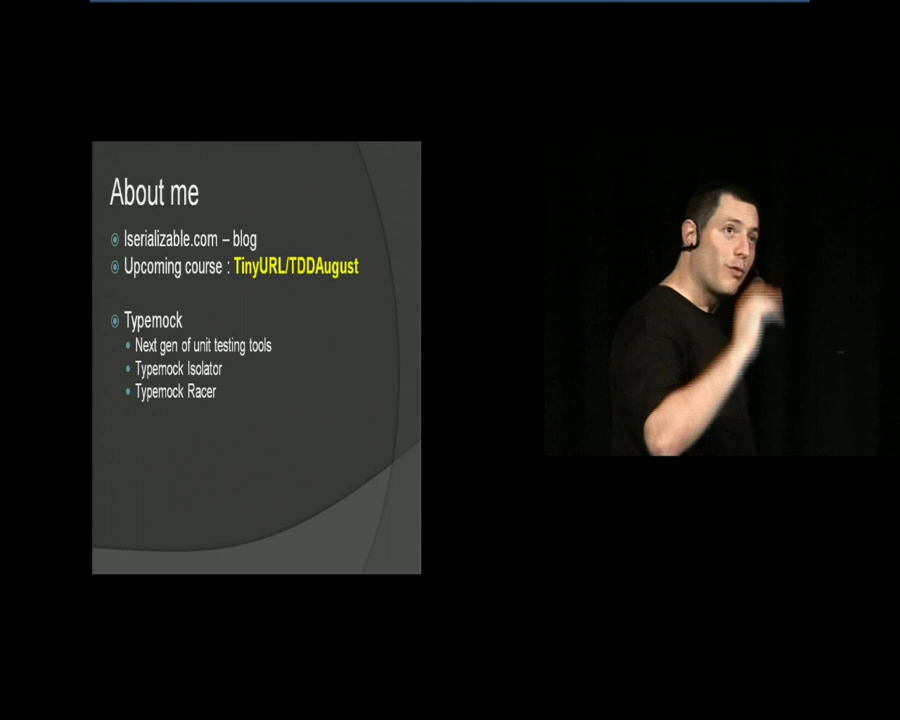 About me
Iserializable.com – blog
Upcoming course : TinyURL/TDDAugust
Typemock
Next gen of unit testing tools
Typemock Isolator
Typemock Racer